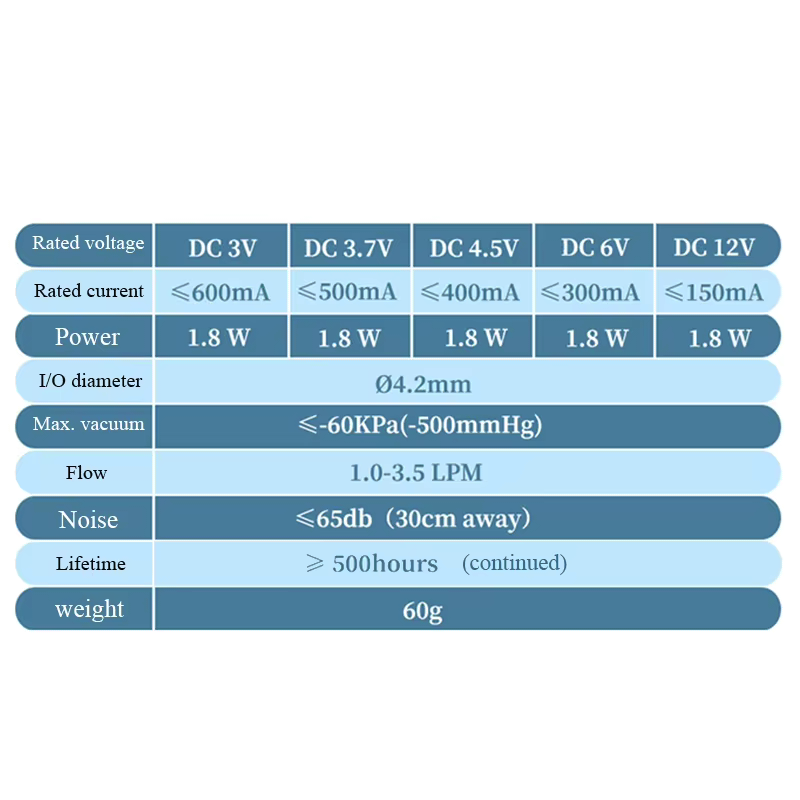 Rated voltage DC 3V DC 3.7V DC 4.5V DC 6V DC 12V
Rated current ≤600mA ≤500mA ≤400mA ≤300mA ≤150mA
Power 1.8 W 1.8 W 1.8 W 1.8 W 1.8 W
I/O diameter Ø4.2mm
Max. vacuum ≤-60KPa(-500mmHg)
Flow 1.0-3.5 LPM
Noise ≤65db（30cm away）
Lifetime ≥ 500hours (continued)
weight 60g